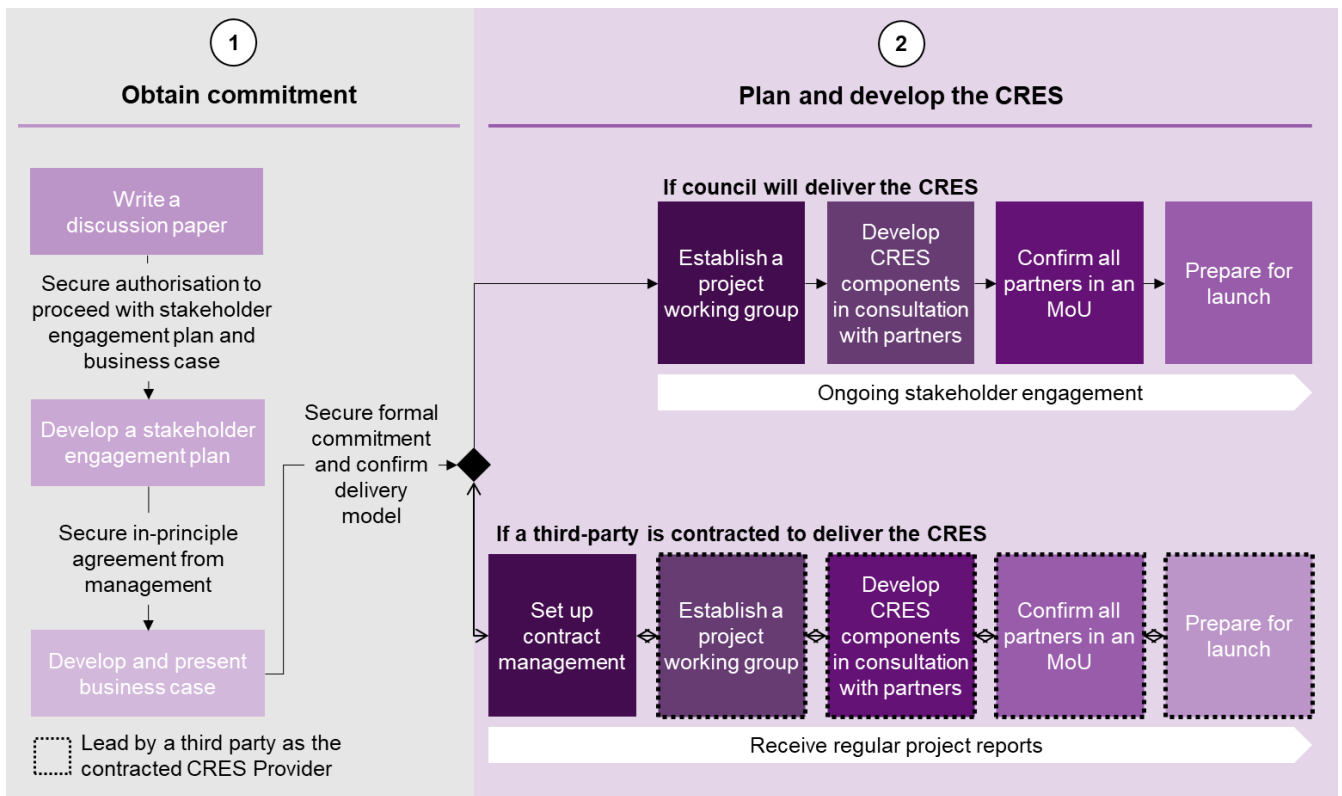 1
Obtain commitment
Write a
discussion paper
Secure authorisation to
proceed with stakeholder
engagement plan and
business case
Develop a stakeholder
engagement plan
Secure in-principle
agreement from
management
Develop and present
business case
Lead by a third party as the
contracted CRES Provider
Secure formal
commitment
and confirm
delivery
model
2
Plan and develop the CRES
If council will deliver the CRES
Establish a
project
working group
Develop
CRES
components
in consultation
with partners
Confirm all
partners in an
MoU
Prepare for
launch
Ongoing stakeholder engagement
If a third-party is contracted to deliver the CRES
Set up
contract
management
Establish a
project
working group
Develop
CRES
components
in consultation
with partners
Confirm all
partners in an
MoU
Prepare for
launch
Receive regular project reports